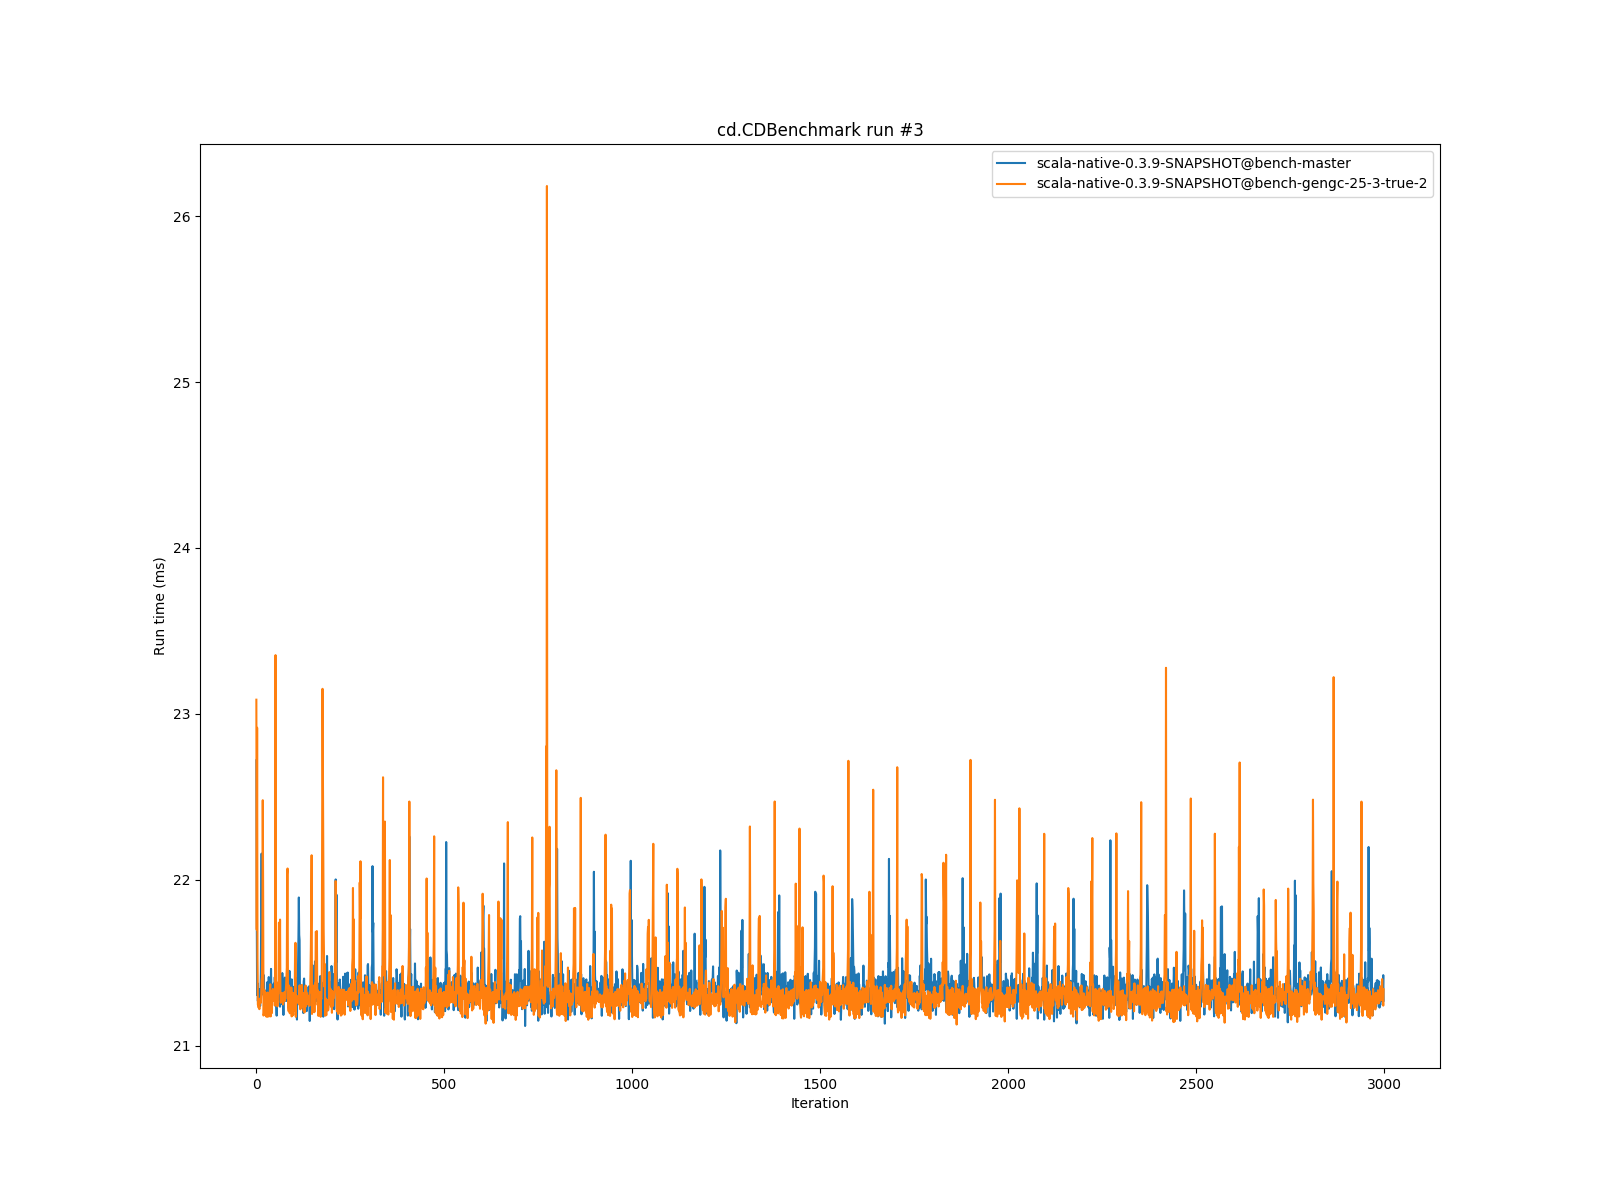 cd.CDBenchmark run #3
scala-native-0.3.9-SNAPSHOT@bench-master
scala-native-0.3.9-SNAPSHOT@bench-gengc-25-3-true-2
26
25
24
23
22
21
Run time (ms)
0 500 1000 1500 2000 2500 3000
Iteration